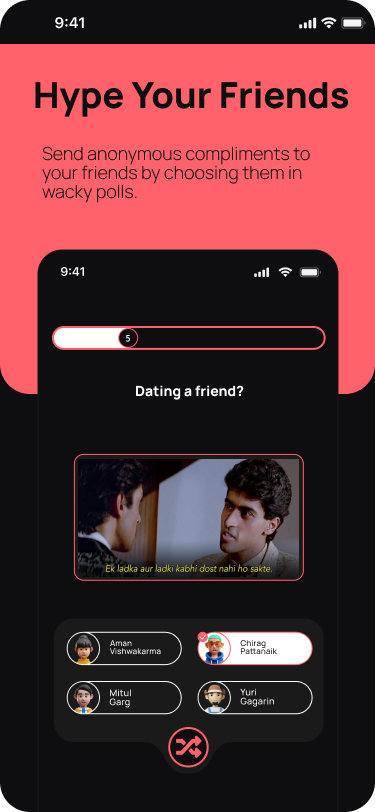 9:41
Hype Your Friends
Send anonymous compliments to
your friends by choosing them in
wacky polls.
9:41
5
Dating a friend?
Ek ladka aur ladki kabhi dost nahi ho sakte.
Aman
Vishwakarma
Chirag
Pattanaik
Mitul
Garg
Yuri
Gagarin